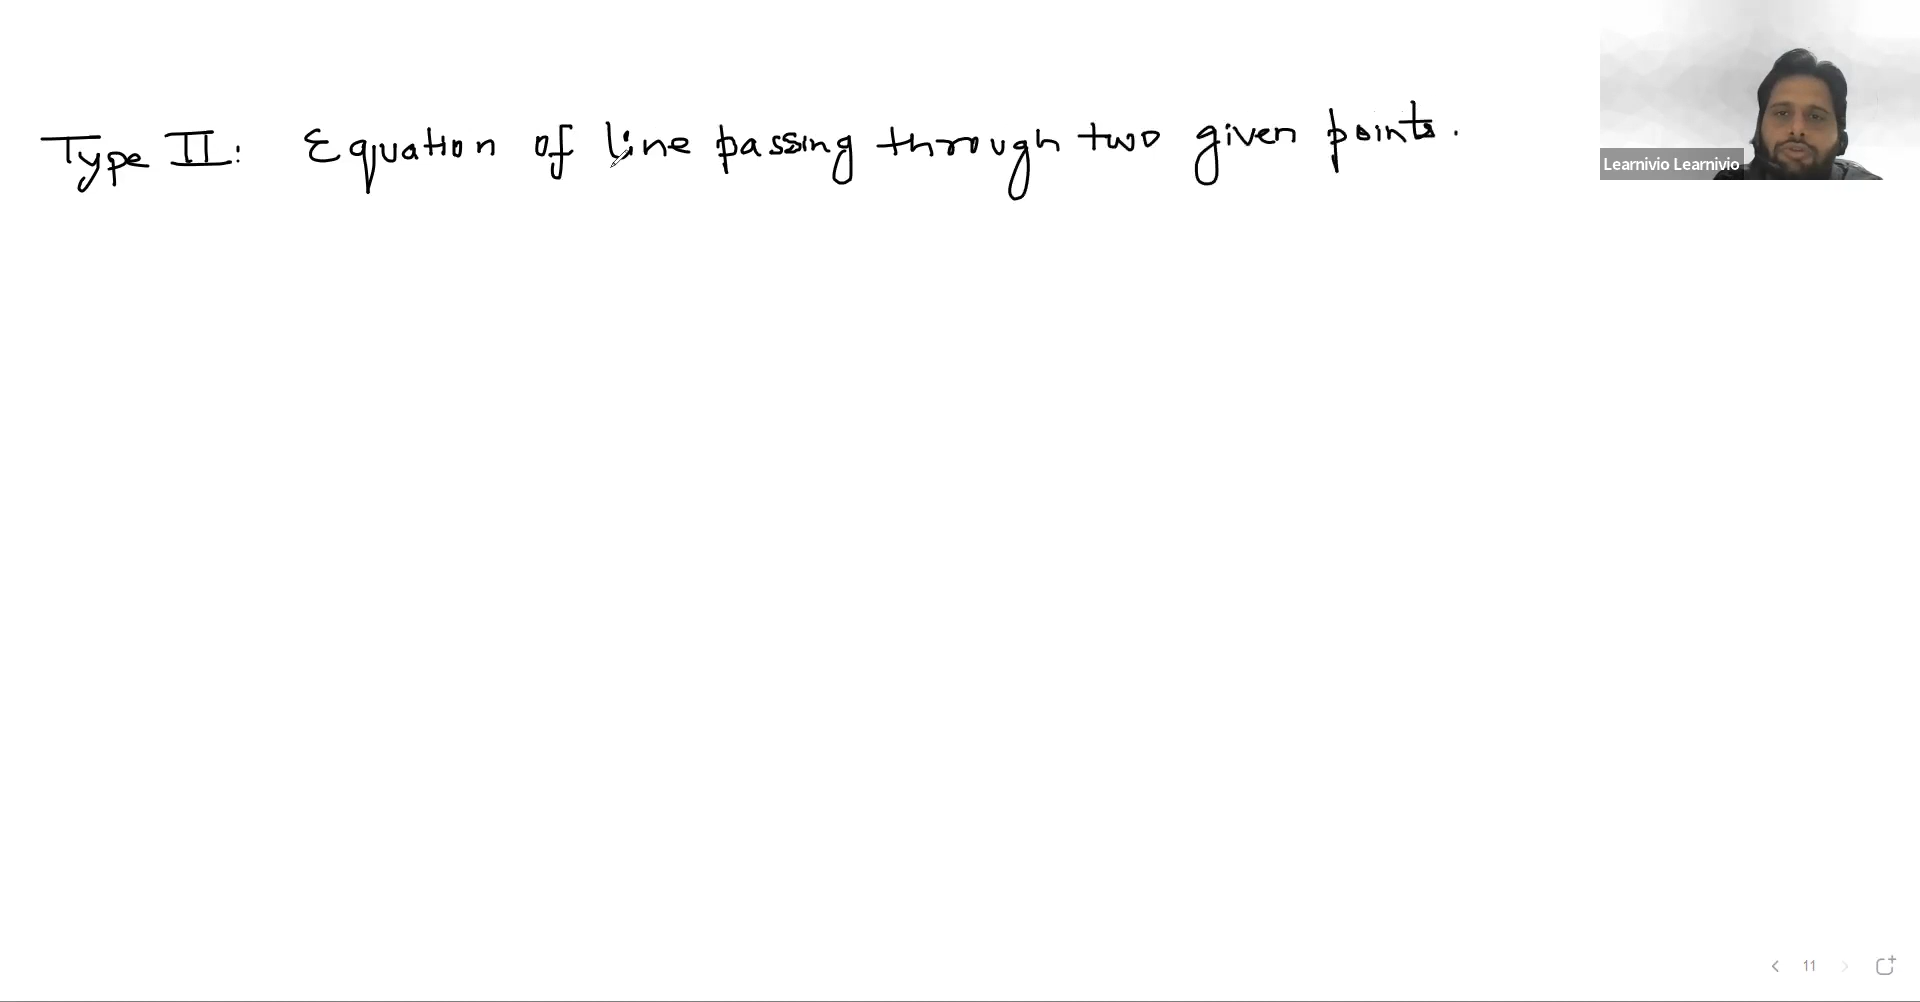 Type II: Equation of line passing through two given points.
Learnivio Learnivio
11